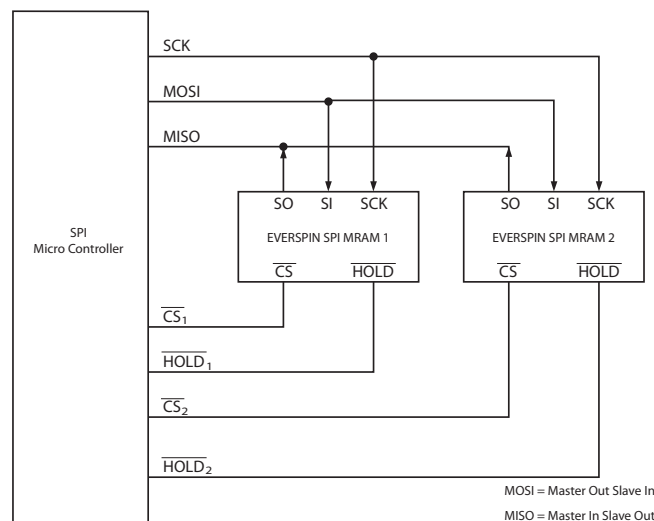 SCK
MOSI
MISO
SO SI SCK
EVERSPIN SPI MRAM 1
CS HOLD
SO SI SCK
EVERSPIN SPI MRAM 2
CS HOLD
SPI
Micro Controller
CS1
HOLD1
CS2
HOLD2
MOSI = Master Out Slave In
MISO = Master In Slave Out